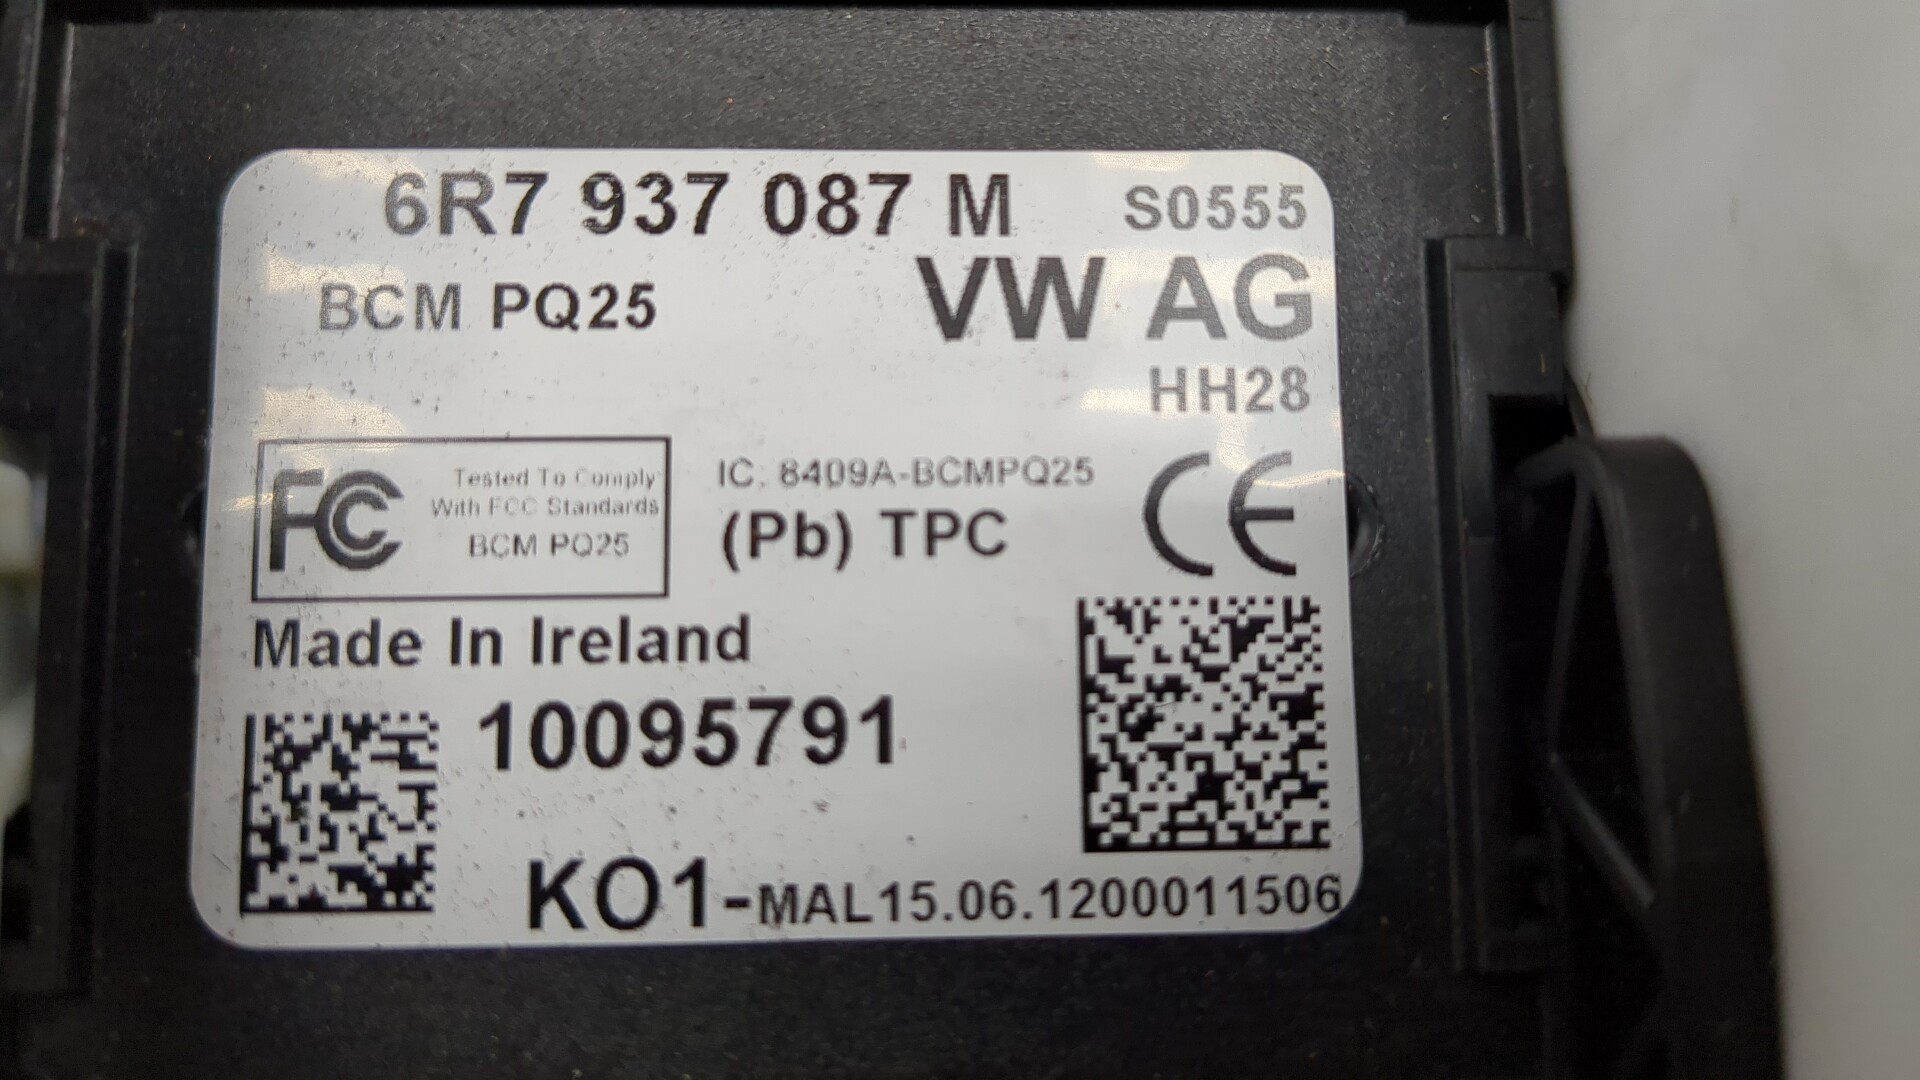 6R7 937 087 M S0555
BCM PQ25 VW AG
HH28
FC Tested To Comply
With FCC Standards
BCM PQ25
IC. 8409A-BCMPQ25
(Pb) TPC
CE
Made In Ireland
10095791
KO1-MAL15.06.1200011506